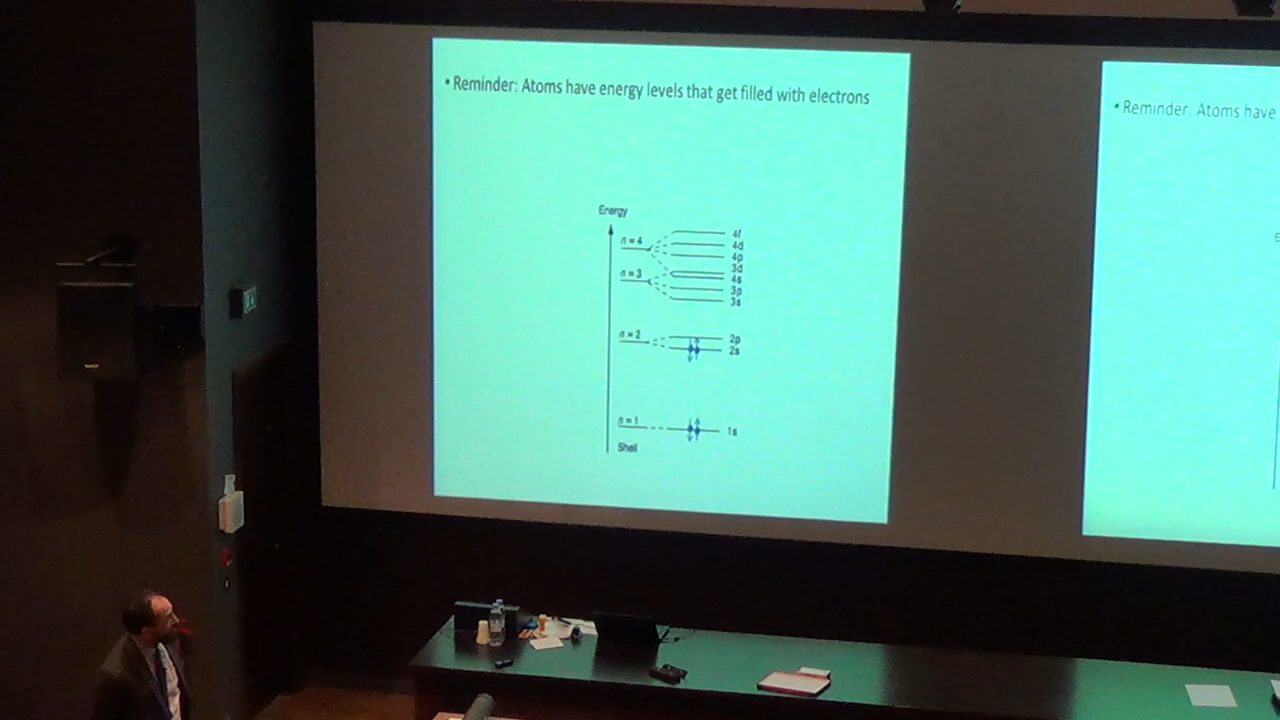 • Reminder: Atoms have energy levels that get filled with electrons
Energy
n = 4
4f
4d
4p
3d
n = 3
4s
3p
3s
n = 2
2p
2s
n = 1
1s
Shell
• Reminder: Atoms have
E